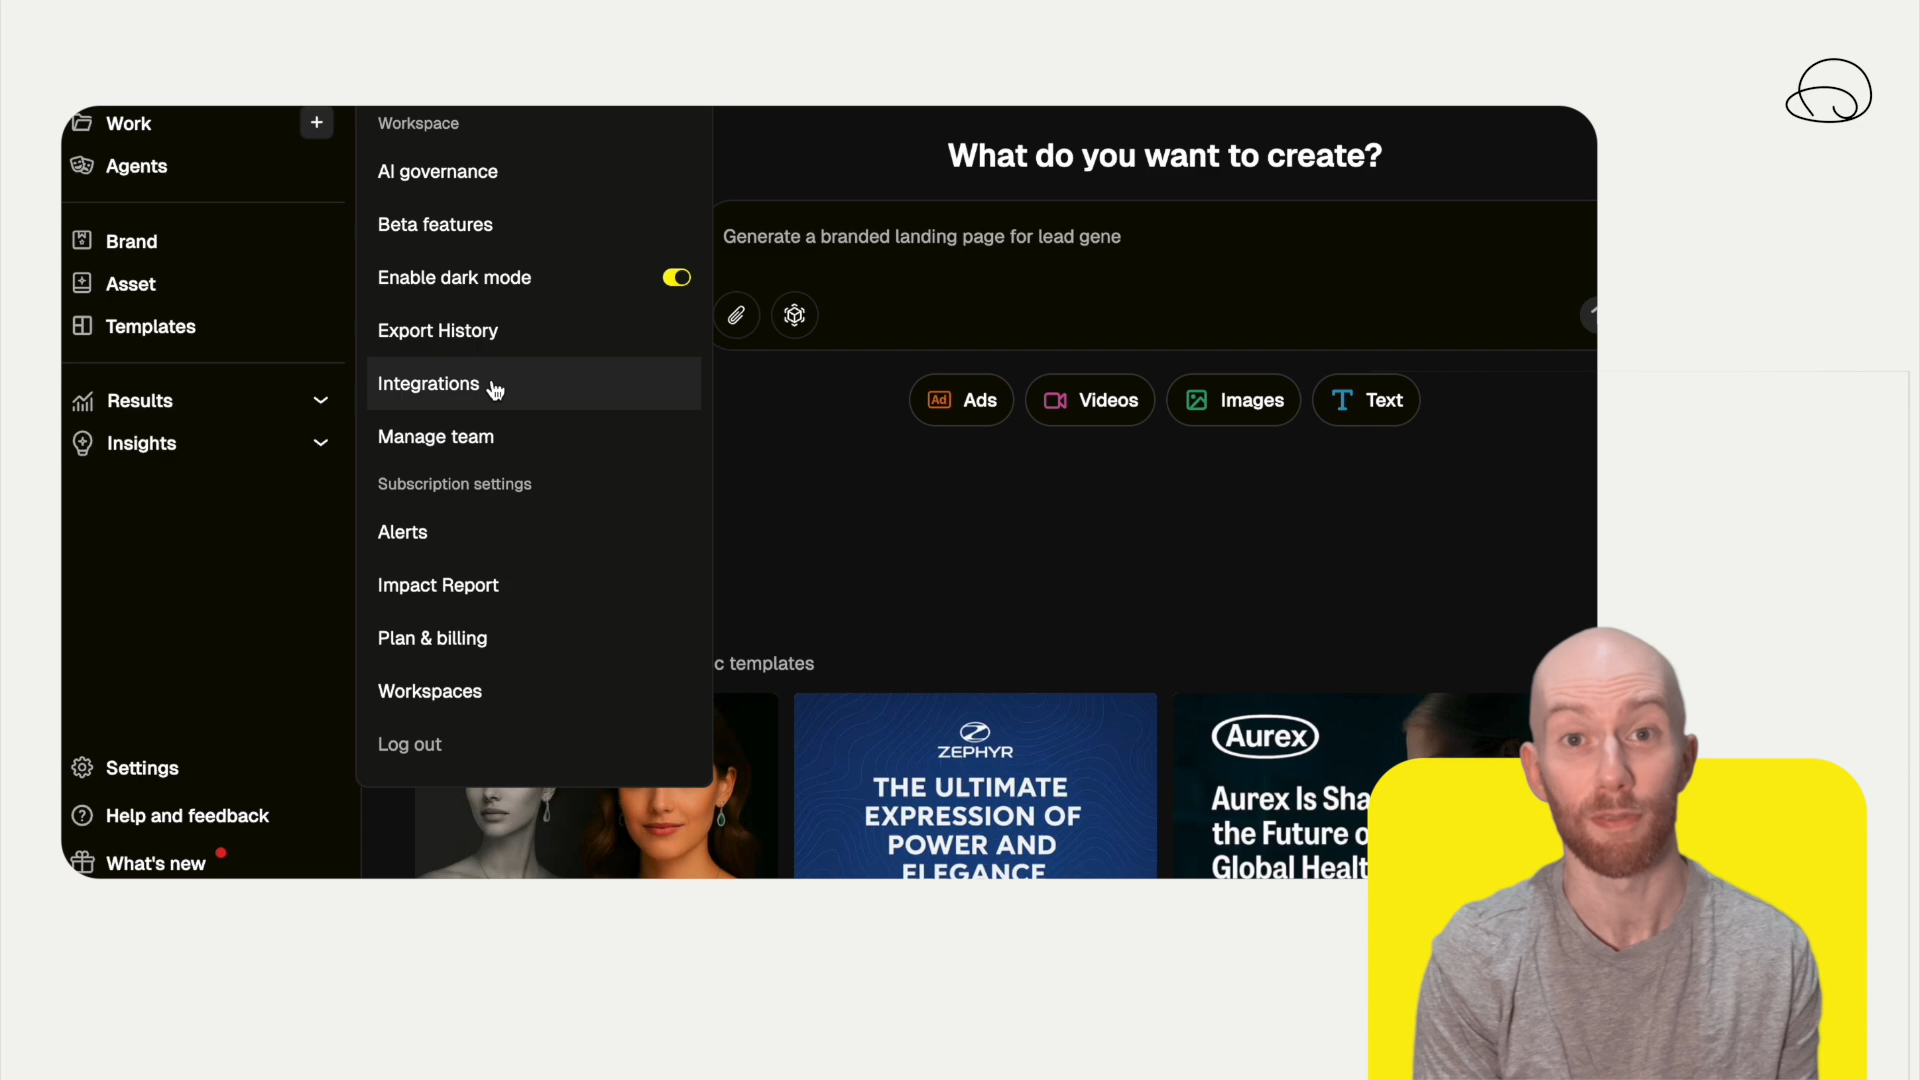 Work
Agents
Brand
Asset
Templates
Results
Insights
Settings
Help and feedback
What's new
Workspace
AI governance
Beta features
Enable dark mode
Export History
Integrations
Manage team
Subscription settings
Alerts
Impact Report
Plan & billing
Workspaces
Log out
What do you want to create?
Generate a branded landing page for lead gene
Ad Ads
Videos
Images
Text
c templates
ZEPHYR
THE ULTIMATE
EXPRESSION OF
POWER AND
ELEGANCE
Aurex
Aurex Is Sha
the Future o
Global Healt